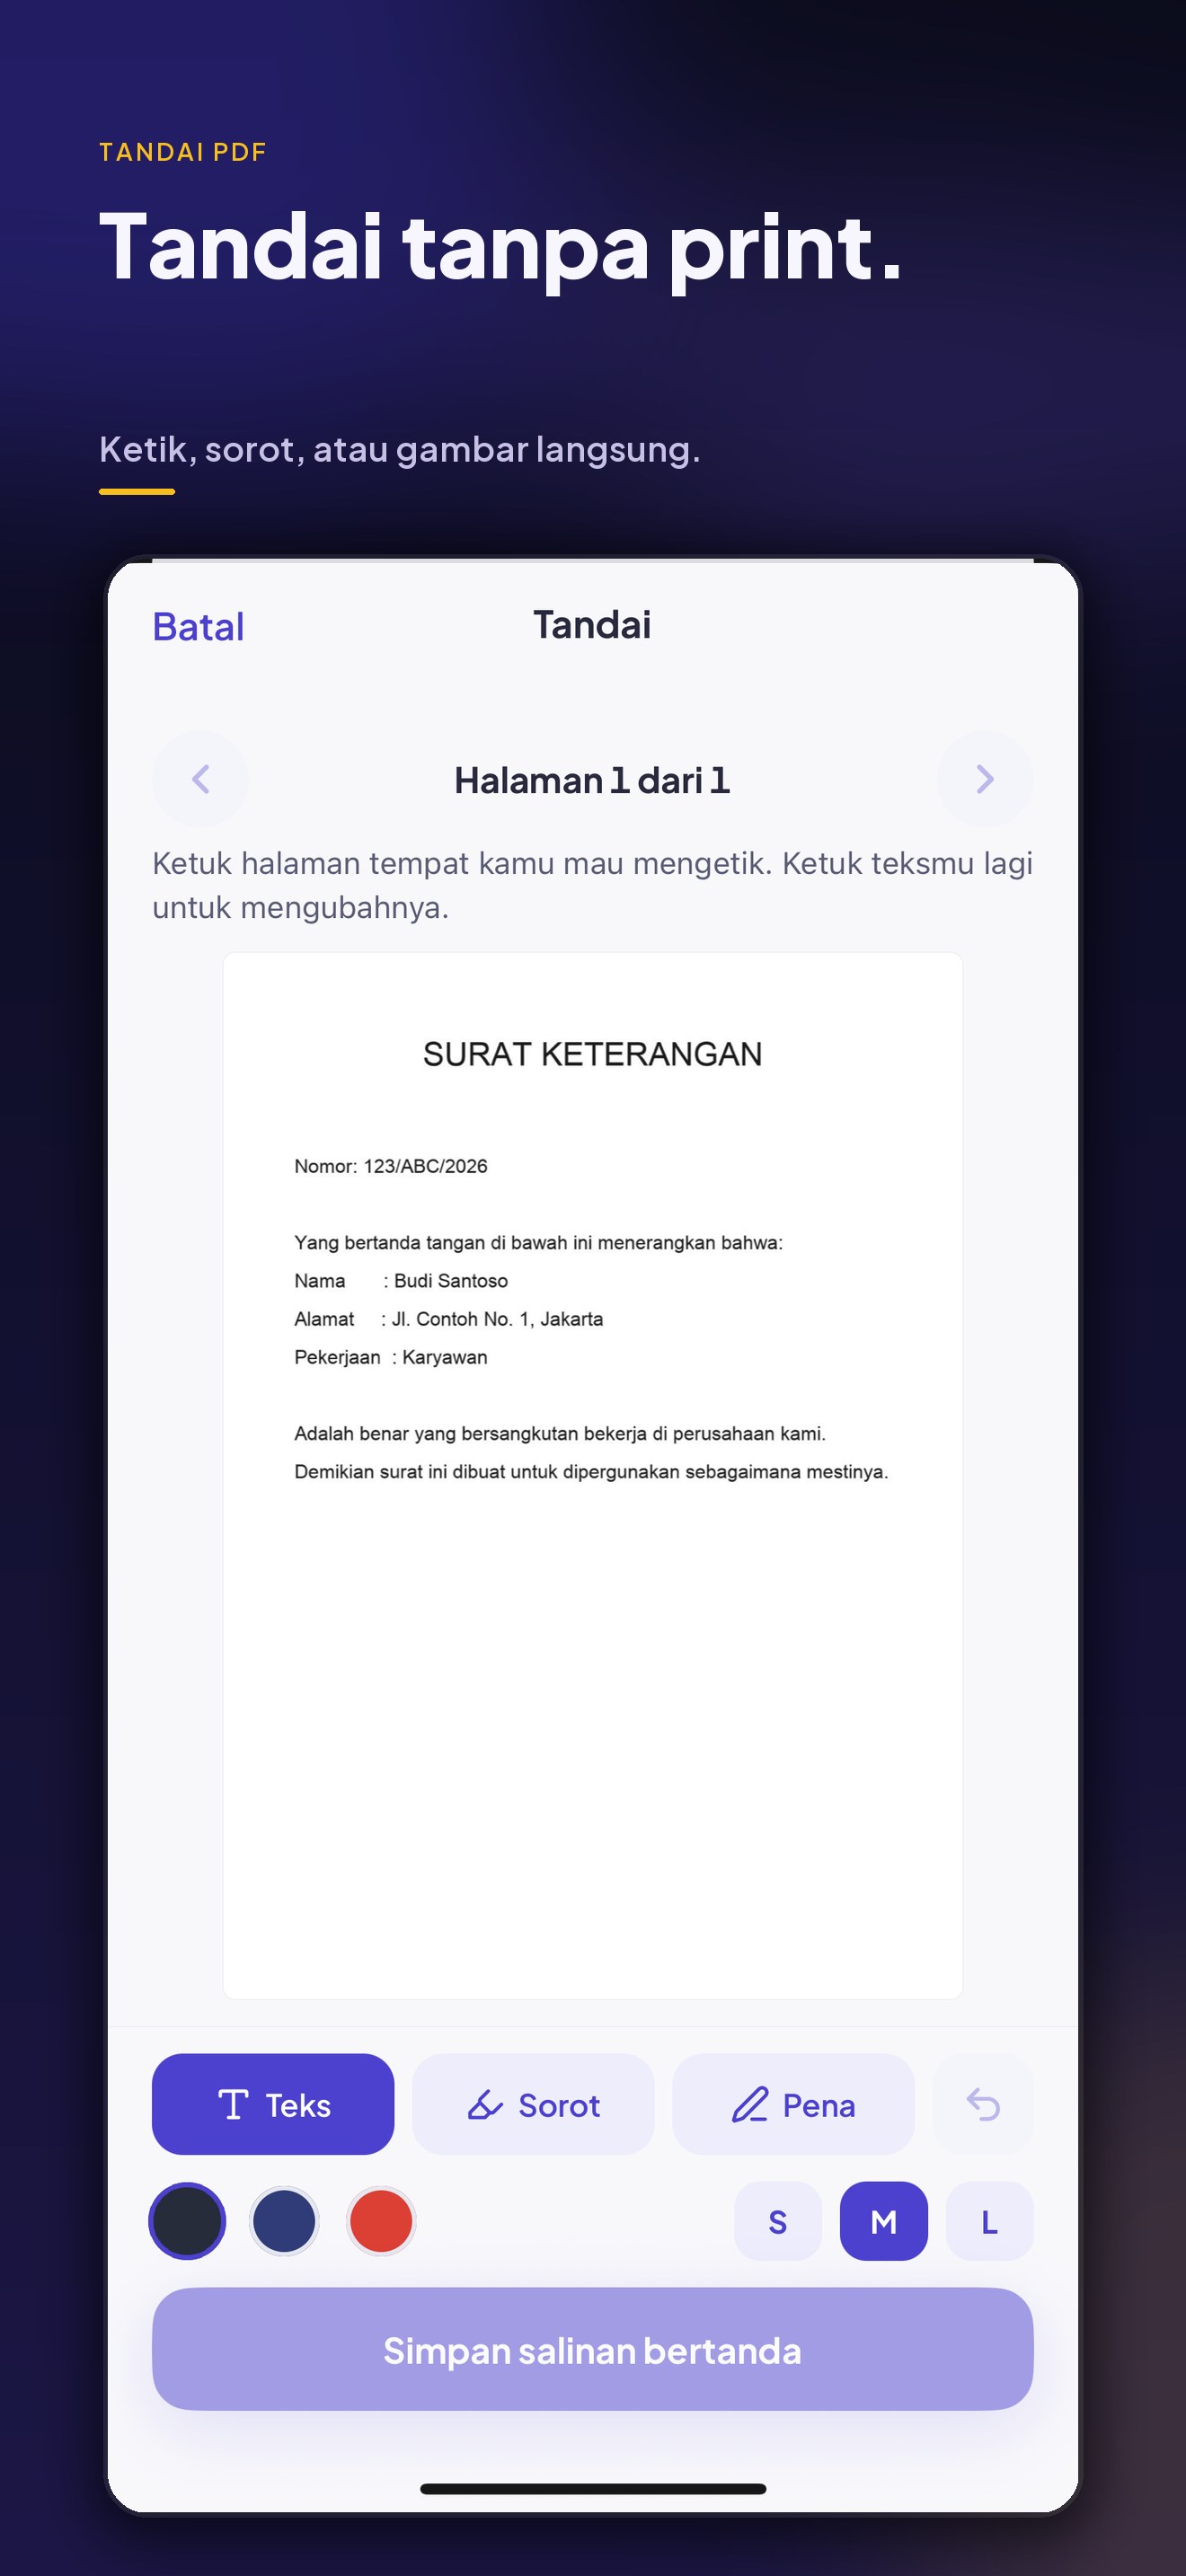 TANDAI PDF
Tandai tanpa print.
Ketik, sorot, atau gambar langsung.
Batal
Tandai
Halaman 1 dari 1
Ketuk halaman tempat kamu mau mengetik. Ketuk teksmu lagi
untuk mengubahnya.
SURAT KETERANGAN
Nomor: 123/ABC/2026
Yang bertanda tangan di bawah ini menerangkan bahwa:
Nama : Budi Santoso
Alamat : Jl. Contoh No. 1, Jakarta
Pekerjaan : Karyawan
Adalah benar yang bersangkutan bekerja di perusahaan kami.
Demikian surat ini dibuat untuk dipergunakan sebagaimana mestinya.
Teks
Sorot
Pena
S
M
L
Simpan salinan bertanda